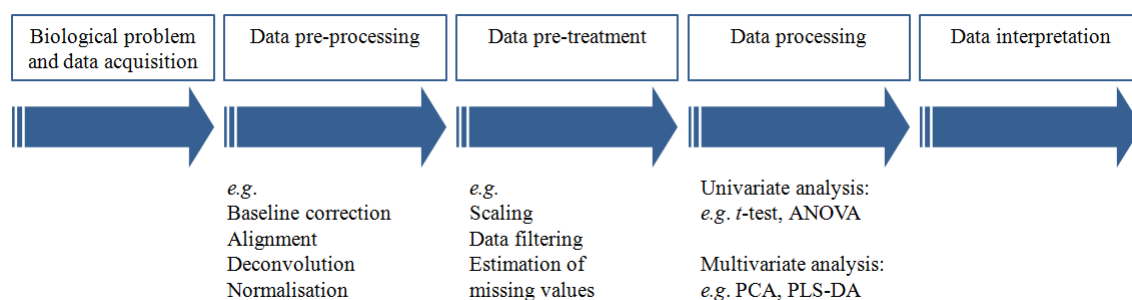 Biological problem
and data acquisition
Data pre-processing
Data pre-treatment
Data processing
Data interpretation
e.g.
Baseline correction
Alignment
Deconvolution
Normalisation
e.g.
Scaling
Data filtering
Estimation of
missing values
Univariate analysis:
e.g. t-test, ANOVA
Multivariate analysis:
e.g. PCA, PLS-DA